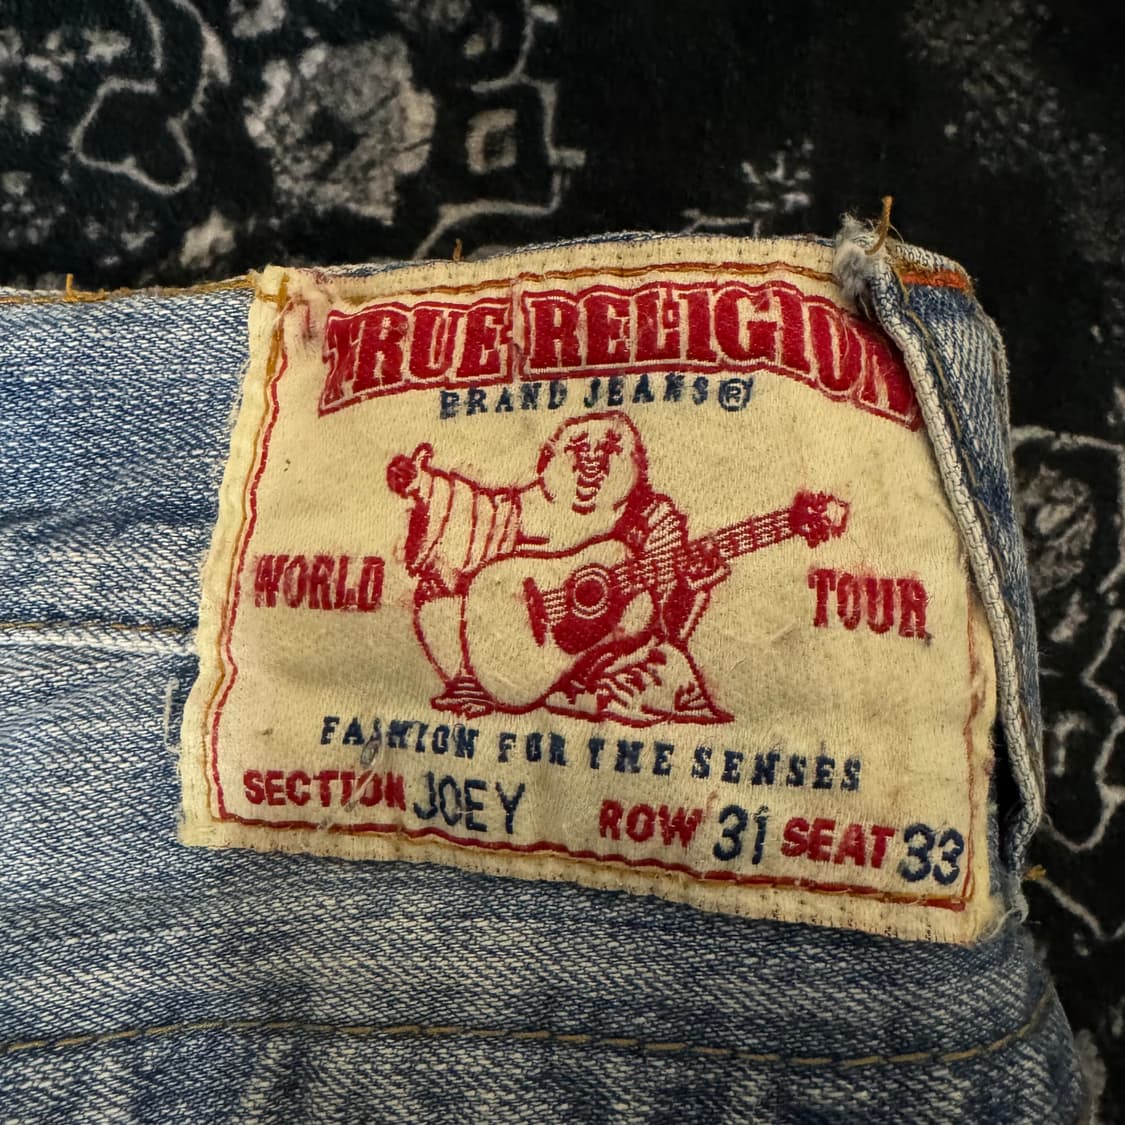 TRUE RELIGION
BRAND JEANS®
WORLD TOUR
FASHION FOR THE SENSES
SECTION JOEY ROW 31 SEAT 33